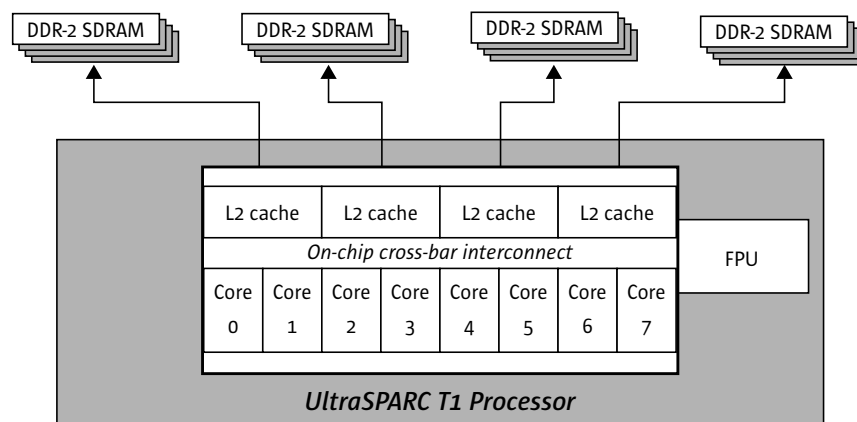 DDR-2 SDRAM DDR-2 SDRAM DDR-2 SDRAM DDR-2 SDRAM
L2 cache L2 cache L2 cache L2 cache
On-chip cross-bar interconnect
FPU
Core Core Core Core Core Core Core Core
0 1 2 3 4 5 6 7
UltraSPARC T1 Processor